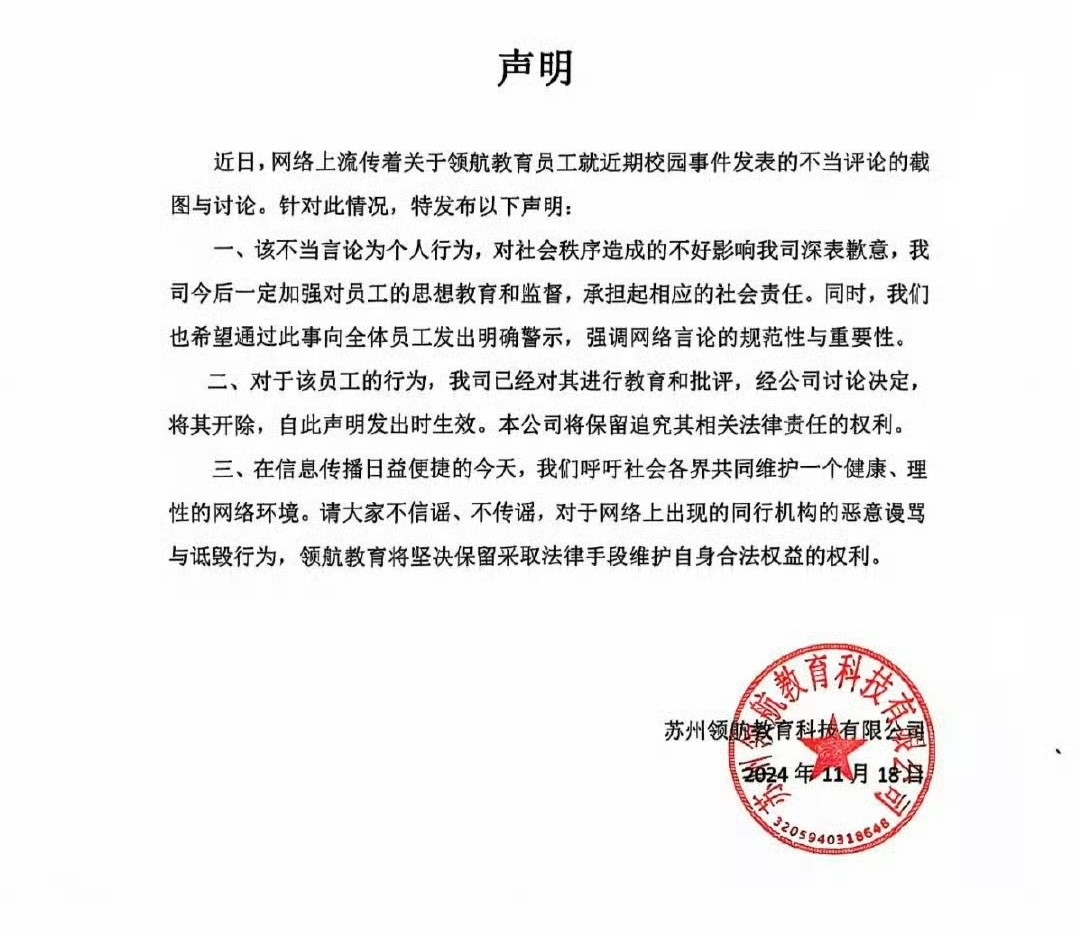 声明
近日，网络上流传着关于领航教育员工就近期校园事件发表的不当评论的截
图与讨论。针对此情况，特发布以下声明：
一、该不当言论为个人行为，对社会秩序造成的不好影响我司深表歉意，我
司今后一定加强对员工的思想教育和监督，承担起相应的社会责任。同时，我们
也希望通过此事向全体员工发出明确警示，强调网络言论的规范性与重要性。
二、对于该员工的行为，我司已经对其进行教育和批评，经公司讨论决定，
将其开除，自此声明发出时生效。本公司将保留追究其相关法律责任的权利。
三、在信息传播日益便捷的今天，我们呼吁社会各界共同维护一个健康、理
性的网络环境。请大家不信谣、不传谣，对于网络上出现的同行机构的恶意谩骂
与诋毁行为，领航教育将坚决保留采取法律手段维护自身合法权益的权利。
苏州领航教育科技有限公司
2024 年 11 月 18 日
苏州领航教育科技有限公司
3205940318648